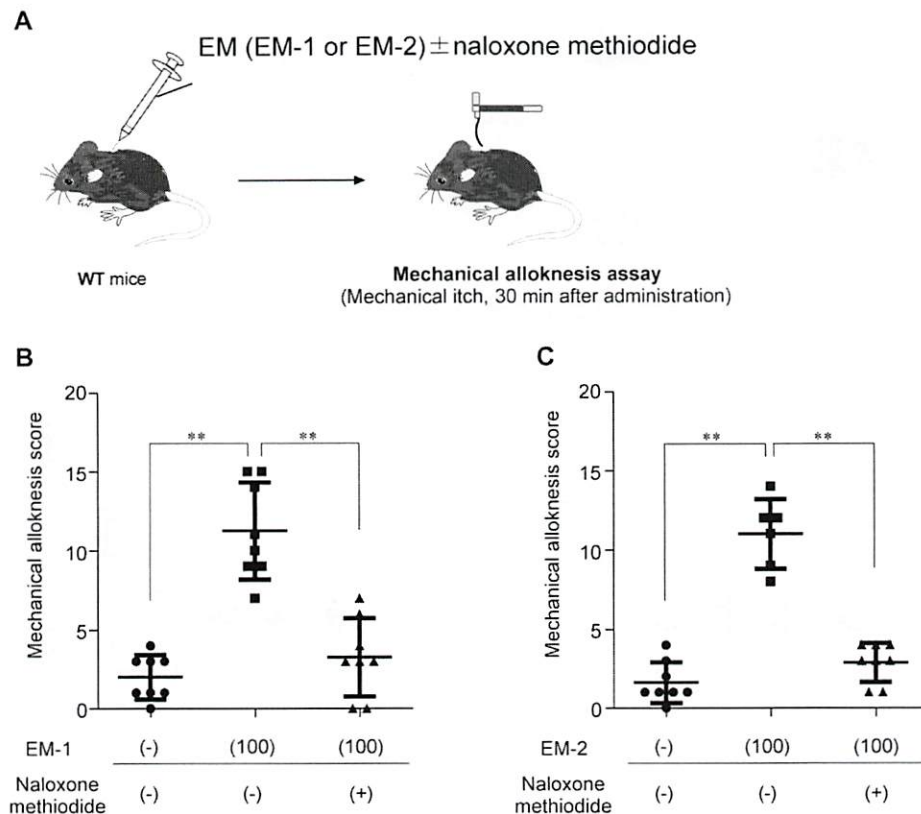 A
EM (EM-1 or EM-2) ± naloxone methiodide
WT mice
Mechanical alloknesis assay
(Mechanical itch, 30 min after administration)
B
Mechanical alloknesis score
20
15
10
5
0
**
**
EM-1 (-) (100) (100)
Naloxone methiodide (-) (-) (+)
C
Mechanical alloknesis score
20
15
10
5
0
**
**
EM-2 (-) (100) (100)
Naloxone methiodide (-) (-) (+)